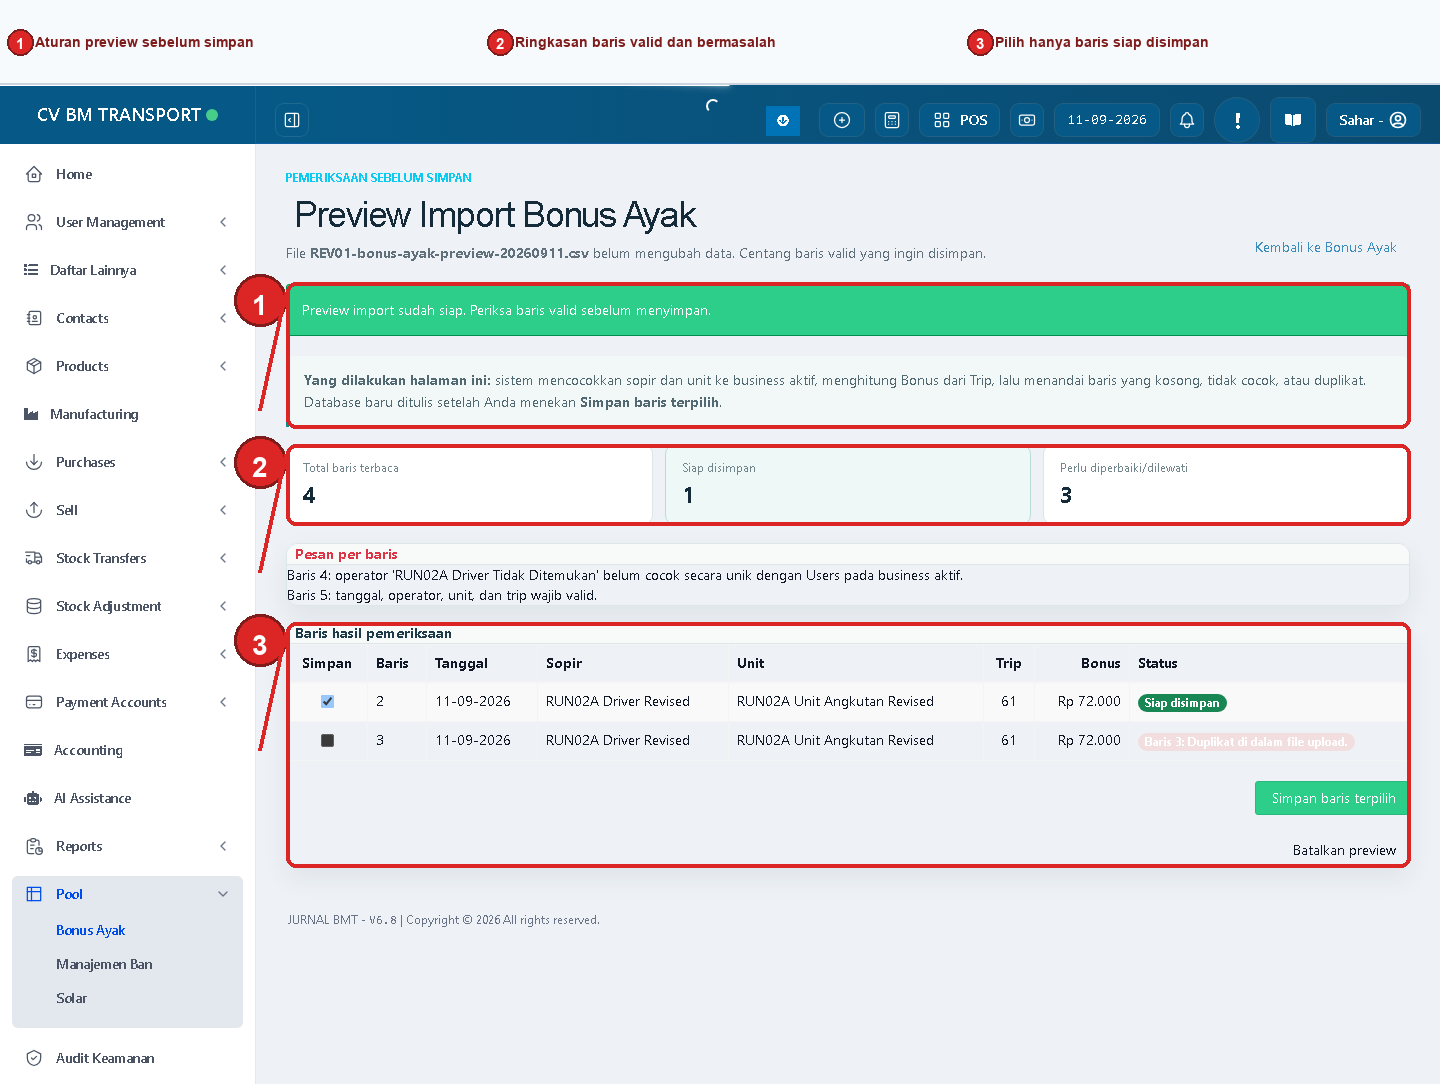 1 Aturan preview sebelum simpan
2 Ringkasan baris valid dan bermasalah
3 Pilih hanya baris siap disimpan
CV BM TRANSPORT
POS
11-09-2026
Sahar -
Home
User Management
Daftar Lainnya
Contacts
Products
Manufacturing
Purchases
Sell
Stock Transfers
Stock Adjustment
Expenses
Payment Accounts
Accounting
AI Assistance
Reports
Pool
Bonus Ayak
Manajemen Ban
Solar
Audit Keamanan
PEMERIKSAAN SEBELUM SIMPAN
Preview Import Bonus Ayak
File REV01-bonus-ayak-preview-20260911.csv belum mengubah data. Centang baris valid yang ingin disimpan.
Kembali ke Bonus Ayak
1
Preview import sudah siap. Periksa baris valid sebelum menyimpan.
Yang dilakukan halaman ini: sistem mencocokkan sopir dan unit ke business aktif, menghitung Bonus dari Trip, lalu menandai baris yang kosong, tidak cocok, atau duplikat.
Database baru ditulis setelah Anda menekan Simpan baris terpilih.
2
Total baris terbaca
4
Siap disimpan
1
Perlu diperbaiki/dilewati
3
Pesan per baris
Baris 4: operator 'RUN02A Driver Tidak Ditemukan' belum cocok secara unik dengan Users pada business aktif.
Baris 5: tanggal, operator, unit, dan trip wajib valid.
3
Baris hasil pemeriksaan
Simpan Baris Tanggal Sopir Unit Trip Bonus Status
2 11-09-2026 RUN02A Driver Revised RUN02A Unit Angkutan Revised 61 Rp 72.000 Siap disimpan
3 11-09-2026 RUN02A Driver Revised RUN02A Unit Angkutan Revised 61 Rp 72.000 Baris 3: Duplikat di dalam file upload.
Simpan baris terpilih
Batalkan preview
JURNAL BMT - V6.8 | Copyright © 2026 All rights reserved.